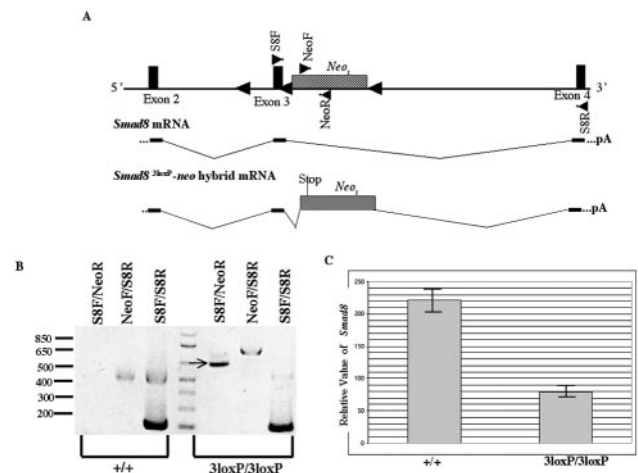 A
S8F
NeoF
Neor
5'
3'
Exon 2
Exon 3
NeoR
Exon 4
S8R
Smad8 mRNA
...
...pA
Smad8 3loxP-neo hybrid mRNA
Stop
Neor
...
...pA
B
S8F/NeoR
NeoF/S8R
S8F/S8R
S8F/NeoR
NeoF/S8R
S8F/S8R
850
650
500
400
300
200
+/+
3loxP/3loxP
C
Relative Value of Smad8
250
200
150
100
50
0
+/+
3loxP/3loxP